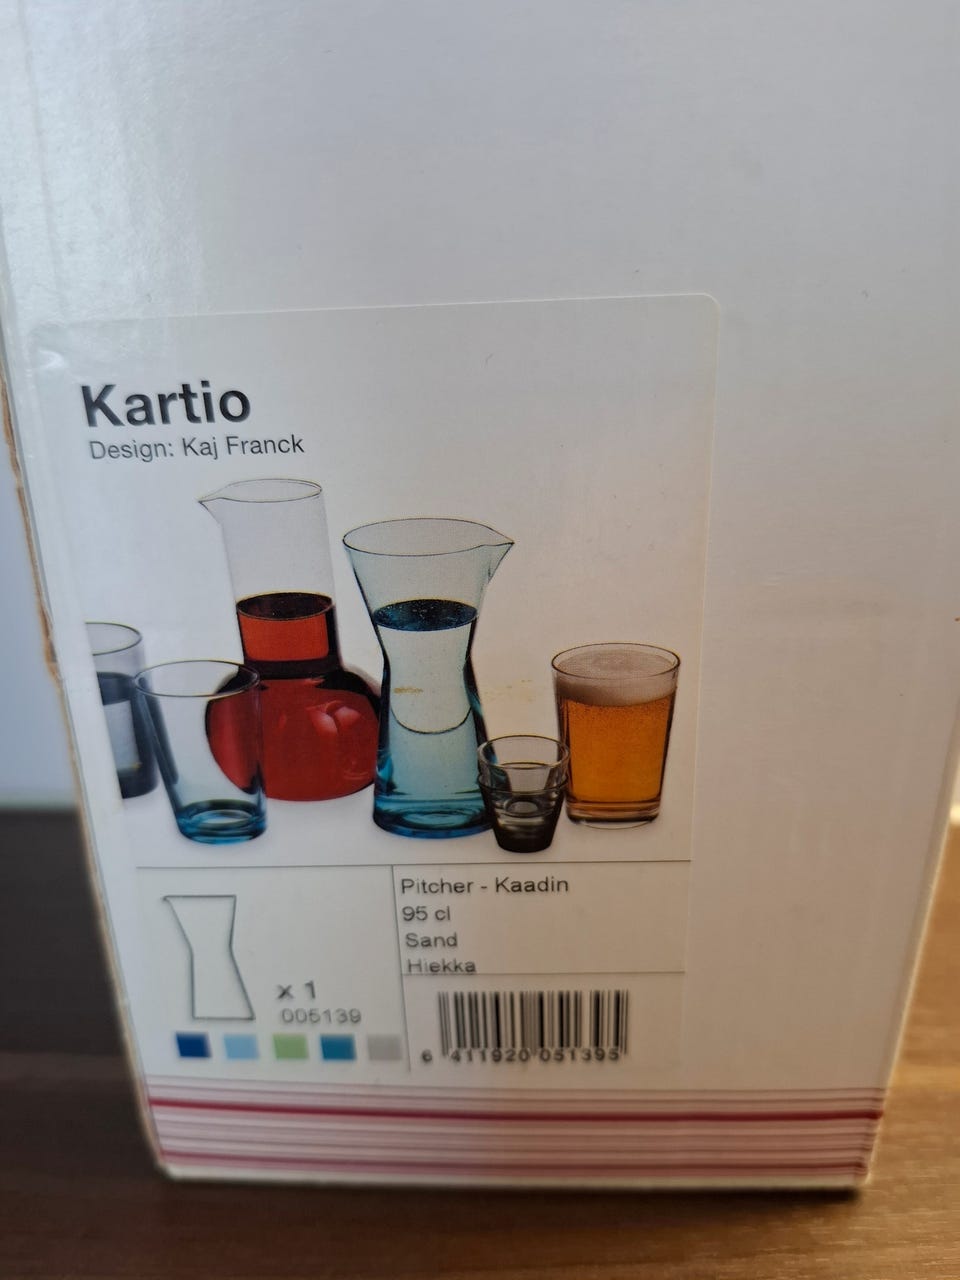 Kartio
Design: Kaj Franck
Pitcher - Kaadin
95 cl
Sand
Hiekka
x 1
005139
6 411920 051395